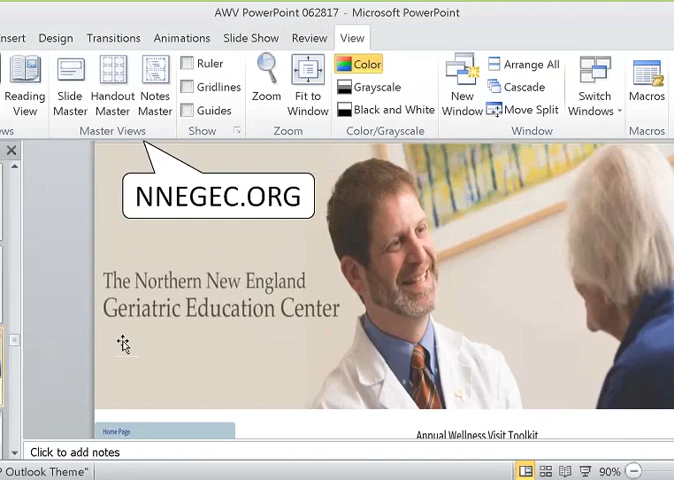 AWV PowerPoint 062817 - Microsoft PowerPoint
nsert Design Transitions Animations Slide Show Review View
Reading View
Slide Master
Handout Master
Notes Master
Master Views
Ruler
Gridlines
Guides
Show
Zoom
Fit to Window
Zoom
Color
Grayscale
Black and White
Color/Grayscale
New Window
Arrange All
Cascade
Move Split
Window
Switch Windows
Macros
Macros
ews
NNEGEC.ORG
The Northern New England
Geriatric Education Center
Home Page
Annual Wellness Visit Toolkit
Click to add notes
P Outlook Theme"
90%